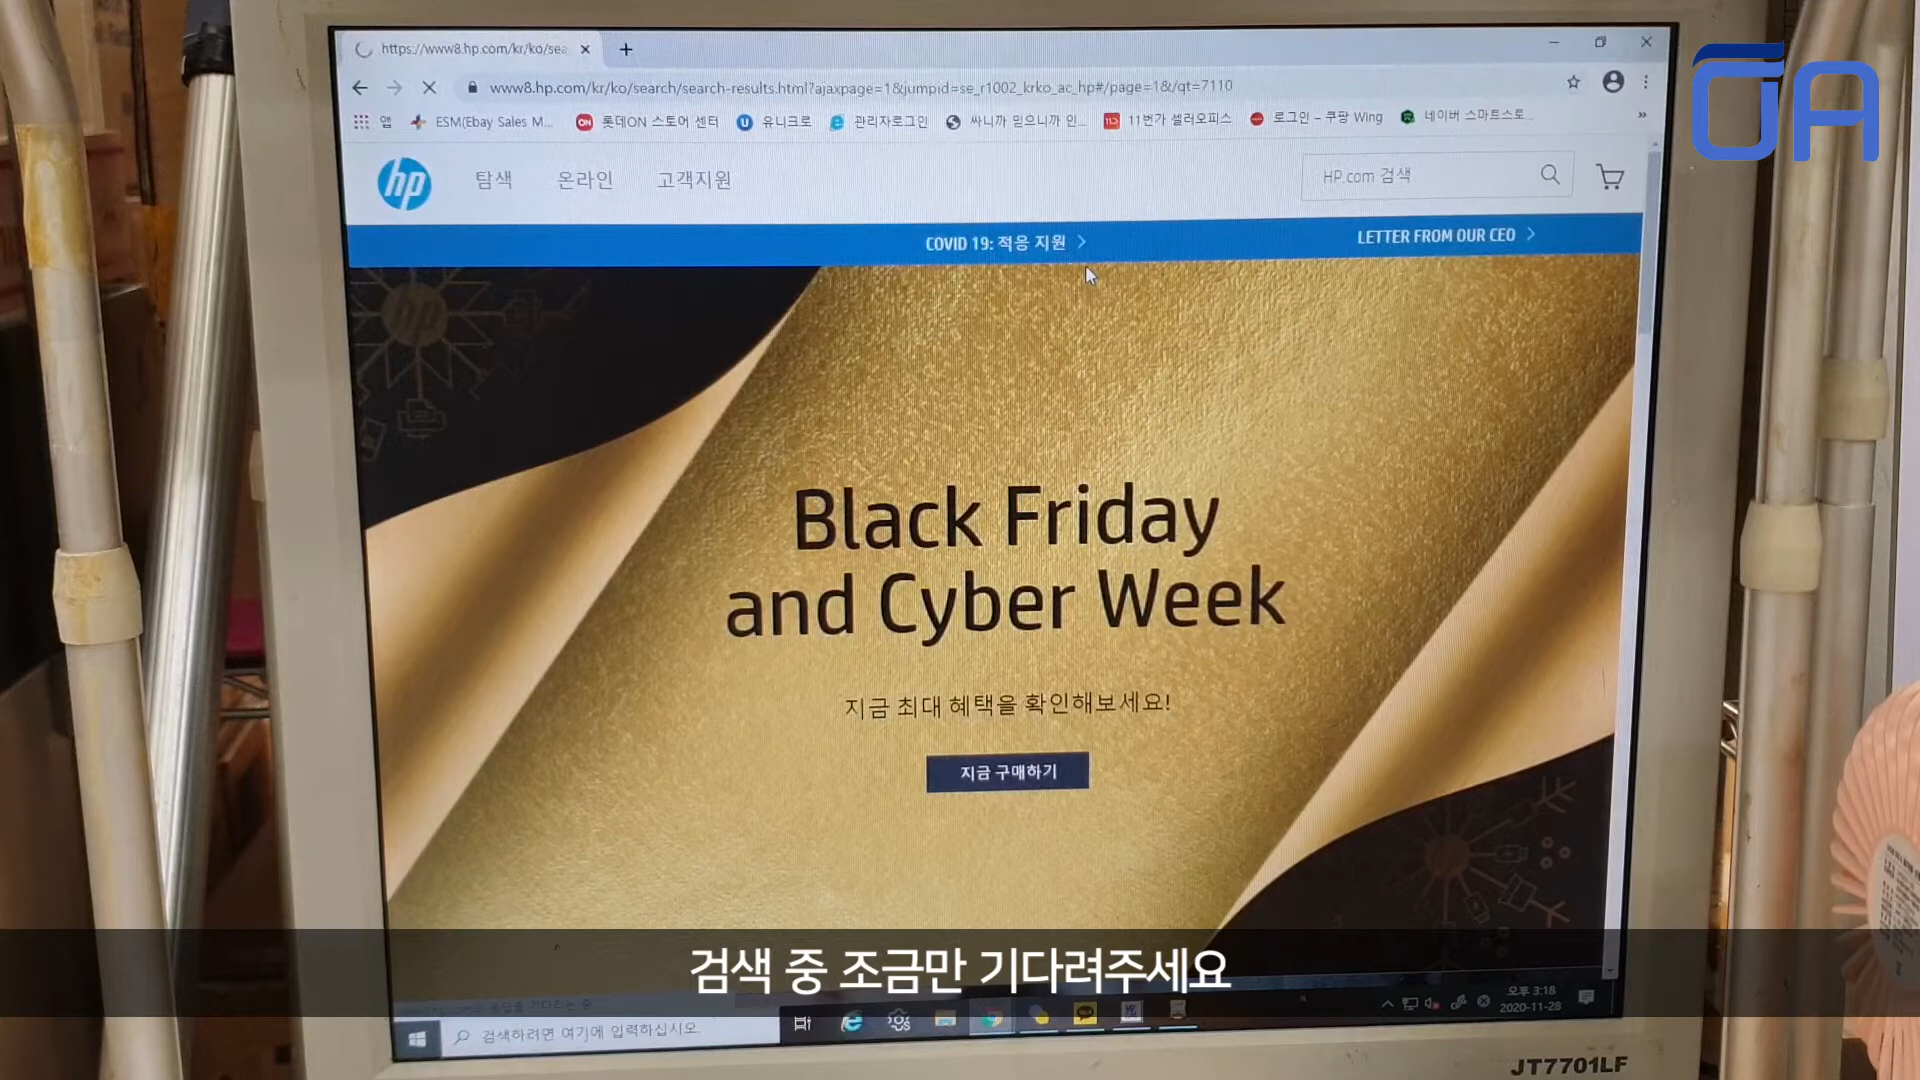 https://www8.hp.com/kr/ko/sea
www8.hp.com/kr/ko/search/search-results.html?ajaxpage=1&jumpid=se_r1002_krko_ac_hp#/page=1&/qt=7110
앱 ESM(Ebay Sales M... 롯데ON 스토어 센터 유니크로 관리자로그인 싸니까 믿으니까 인... 11번가 셀러오피스 로그인 – 쿠팡 Wing 네이버 스마트스토...
hp 탐색 온라인 고객지원 HP.com 검색
COVID 19: 적응 지원 LETTER FROM OUR CEO
Black Friday
and Cyber Week
지금 최대 혜택을 확인해보세요!
지금 구매하기
검색 중 조금만 기다려주세요
검색하려면 여기에 입력하십시오.
오후 3:18
2020-11-28
JT7701LF